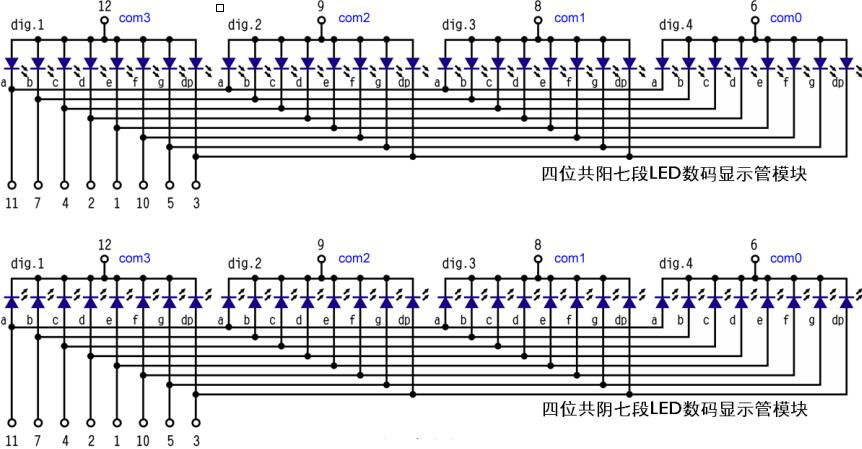 12 9 8 6
dig.1 com3 dig.2 com2 dig.3 com1 dig.4 com0
a b c d e f g dp a b c d e f g dp a b c d e f g dp a b c d e f g dp
四位共阳七段LED数码显示管模块
11 7 4 2 1 10 5 3
12 9 8 6
dig.1 com3 dig.2 com2 dig.3 com1 dig.4 com0
a b c d e f g dp a b c d e f g dp a b c d e f g dp a b c d e f g dp
四位共阴七段LED数码显示管模块
11 7 4 2 1 10 5 3